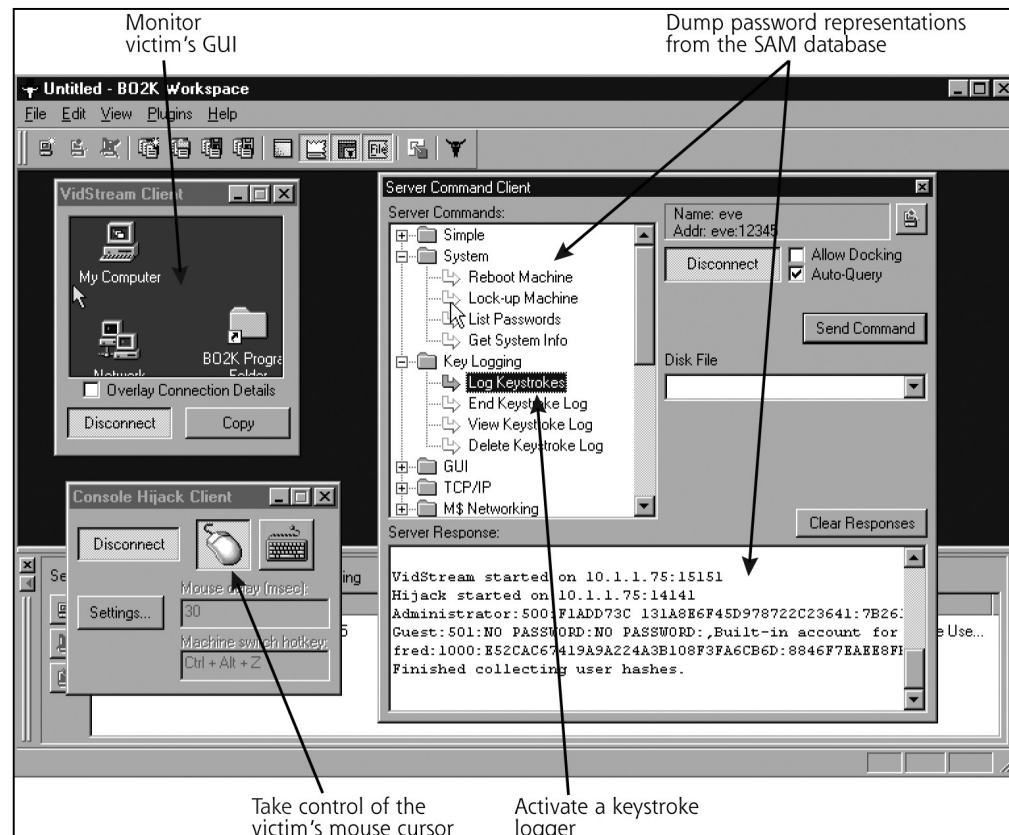 Monitor
victim's GUI
Dump password representations
from the SAM database
Untitled - BO2K Workspace
File Edit View Plugins Help
File
VidStream Client
My Computer
BO2K Progra
Folder
Network
Overlay Connection Details
Disconnect Copy
Server Command Client
Server Commands:
Simple
System
Reboot Machine
Lock-up Machine
List Passwords
Get System Info
Key Logging
Log Keystrokes
End Keystroke Log
View Keystroke Log
Delete Keystroke Log
GUI
TCP/IP
M$ Networking
Name: eve
Addr: eve:12345
Disconnect
Allow Docking
Auto-Query
Send Command
Disk File
Clear Responses
Server Response:
VidStream started on 10.1.1.75:15151
Hijack started on 10.1.1.75:14141
Administrator:500:F1ADD73C 131A8E6F45D978722C23641:7B26
Guest:501:NO PASSWORD:NO PASSWORD:,Built-in account for
fred:1000:E52CAC67419A9A224A3B108F3FA6CB6D:8846F7EAEE8F
Finished collecting user hashes.
Console Hijack Client
Disconnect
Settings...
Mouse delay (msec):
30
Machine switch hotkey:
Ctrl + Alt + Z
Se
ing
5
e Use...
Take control of the
victim's mouse cursor
Activate a keystroke
logger